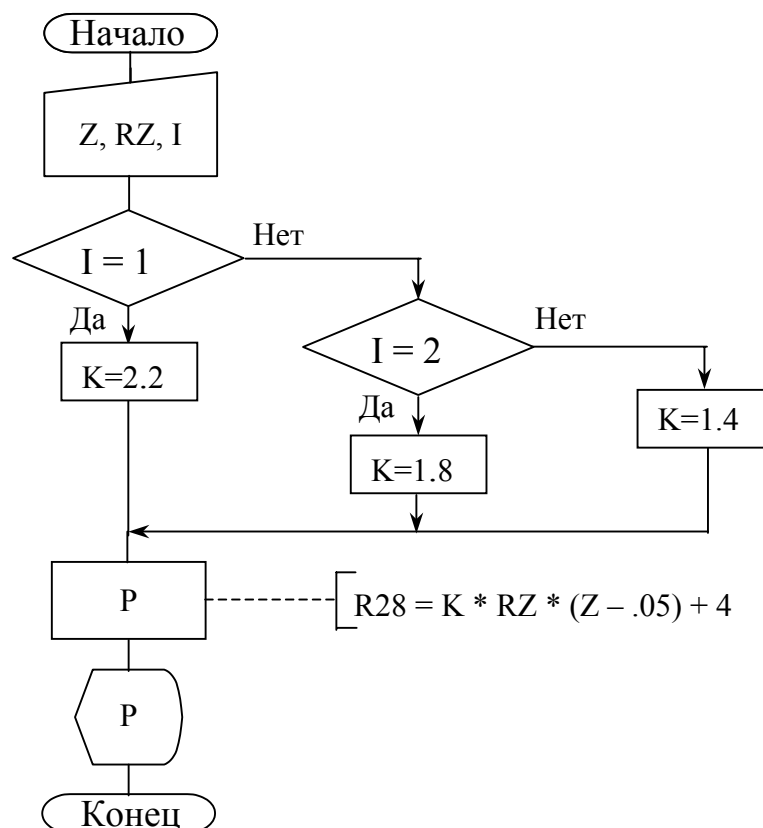 Начало
Z, RZ, I
I = 1
Нет
Да
K=2.2
I = 2
Нет
Да
K=1.8
K=1.4
P
R28 = K * RZ * (Z – .05) + 4
P
Конец